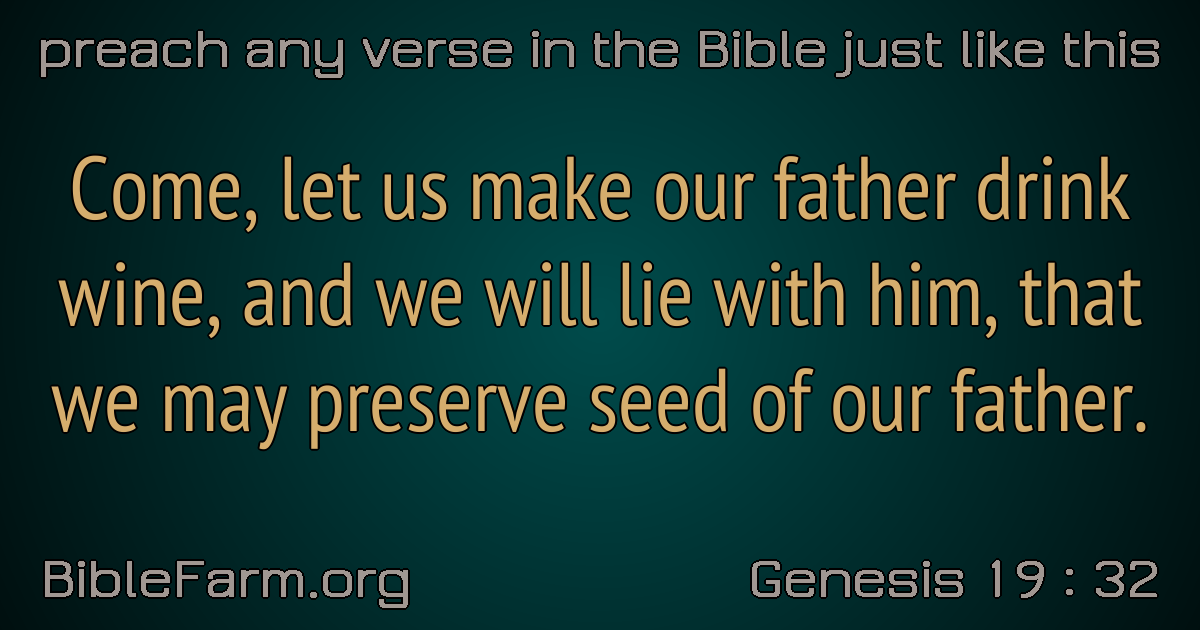 preach any verse in the Bible just like this
Come, let us make our father drink
wine, and we will lie with him, that
we may preserve seed of our father.
BibleFarm.org
Genesis 19 : 32